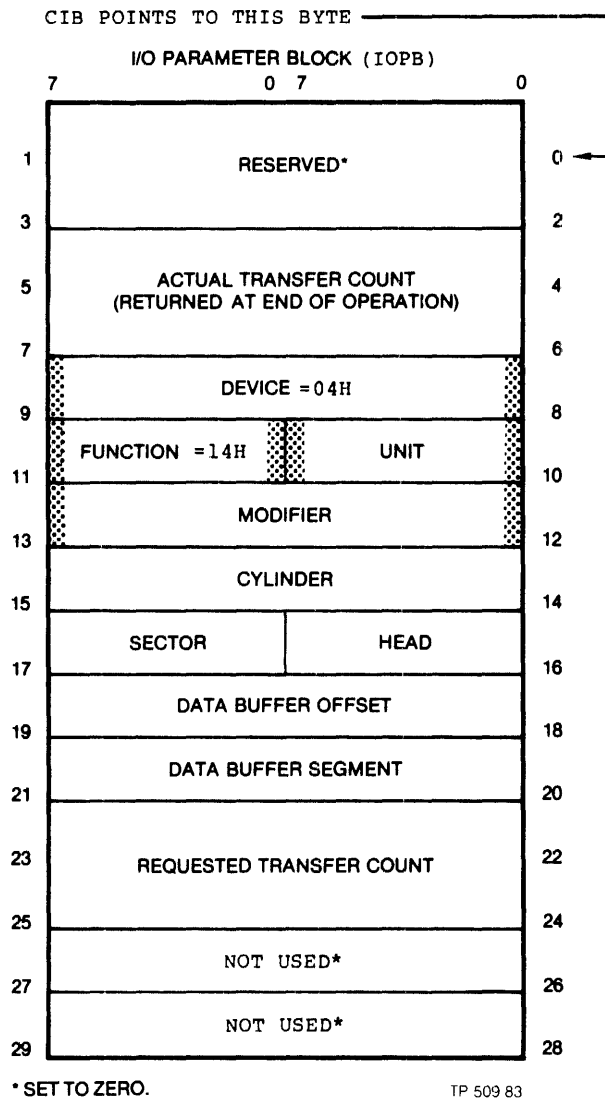 CIB POINTS TO THIS BYTE
I/O PARAMETER BLOCK (IOPB)
7 0 7 0
1 RESERVED* 0
3 2
5 ACTUAL TRANSFER COUNT 4
(RETURNED AT END OF OPERATION)
7 6
DEVICE =04H
9 8
FUNCTION =14H UNIT
11 10
MODIFIER
13 12
CYLINDER
15 14
SECTOR HEAD
17 16
DATA BUFFER OFFSET
19 18
DATA BUFFER SEGMENT
21 20
23 REQUESTED TRANSFER COUNT 22
25 24
NOT USED*
27 26
NOT USED*
29 28
* SET TO ZERO. TP 509 83